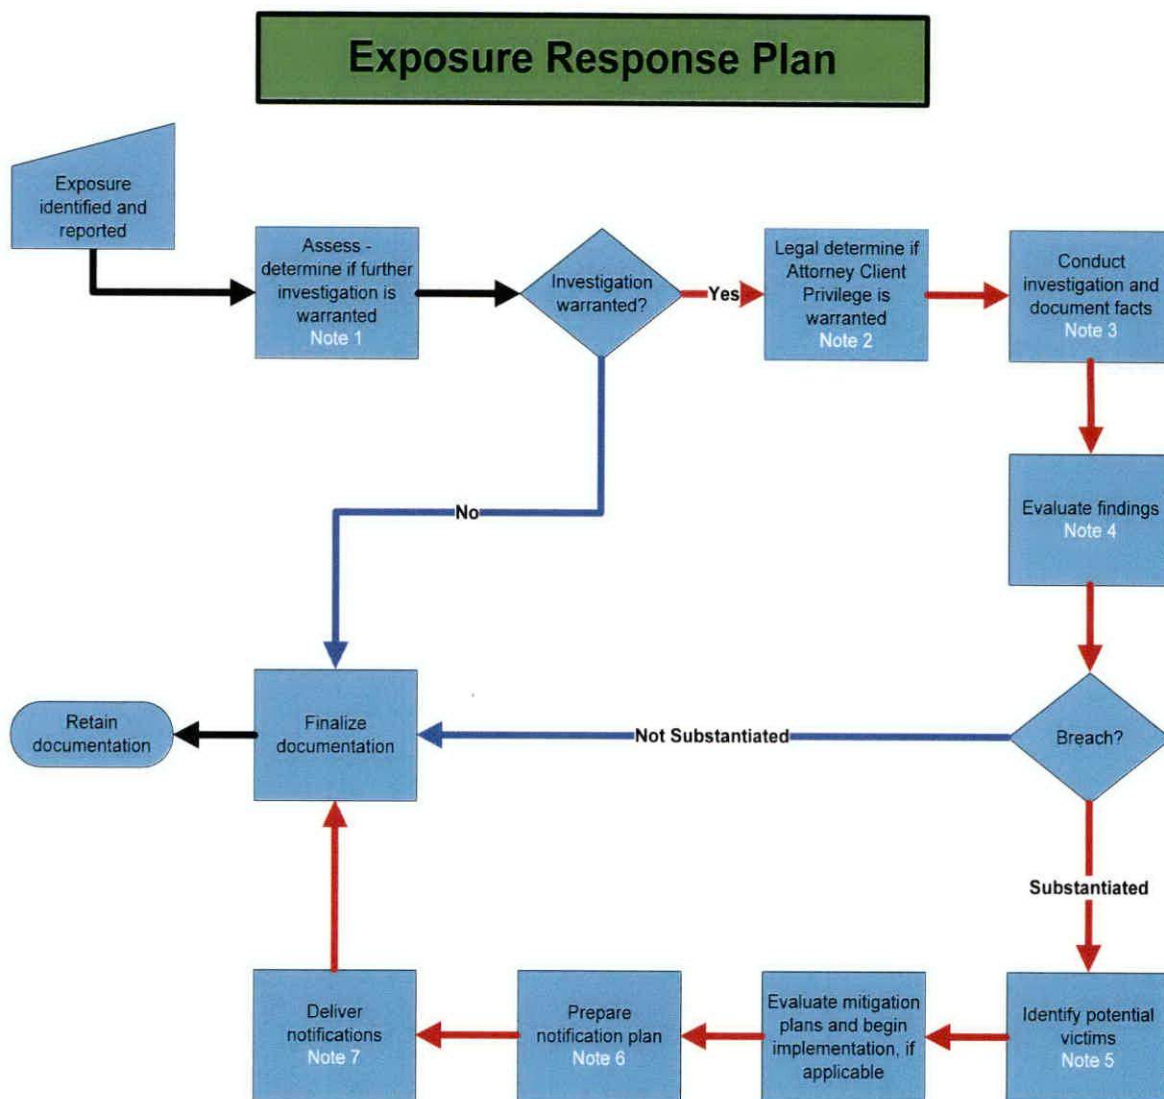 Exposure Response Plan
Exposure
identified and
reported
Assess -
determine if further
investigation is
warranted
Note 1
Investigation
warranted?
Yes
Legal determine if
Attorney Client
Privilege is
warranted
Note 2
Conduct
investigation and
document facts
Note 3
No
Evaluate findings
Note 4
Retain
documentation
Finalize
documentation
Not Substantiated
Breach?
Substantiated
Deliver
notifications
Note 7
Prepare
notification plan
Note 6
Evaluate mitigation
plans and begin
implementation, if
applicable
Identify potential
victims
Note 5